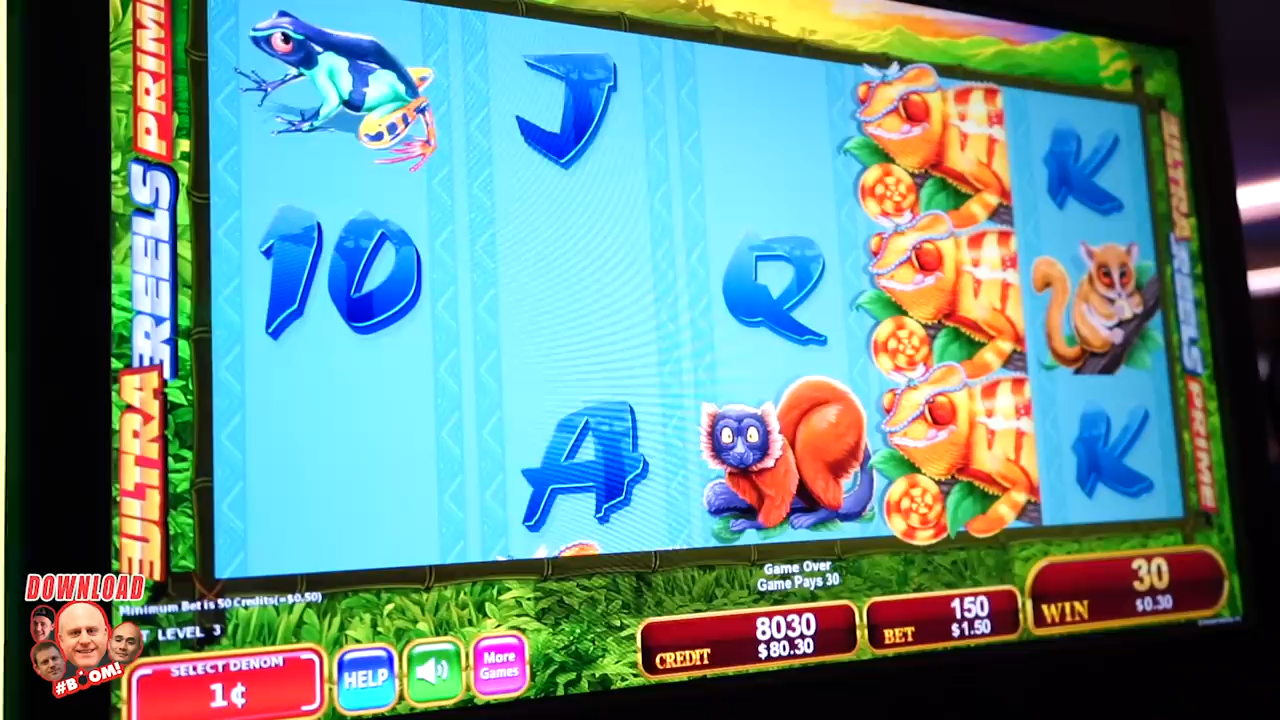 ULTRA REELS PRIME
J
K
10
Q
A
K
ULTRA REELS PRIME
Game Over
Game Pays 30
Minimum Bet is 50 Credits(=$0.50)
T LEVEL 3
SELECT DENOM
1¢
HELP
More
Games
CREDIT
8030
$80.30
BET
150
$1.50
WIN
30
$0.30
DOWNLOAD
#BOOM!